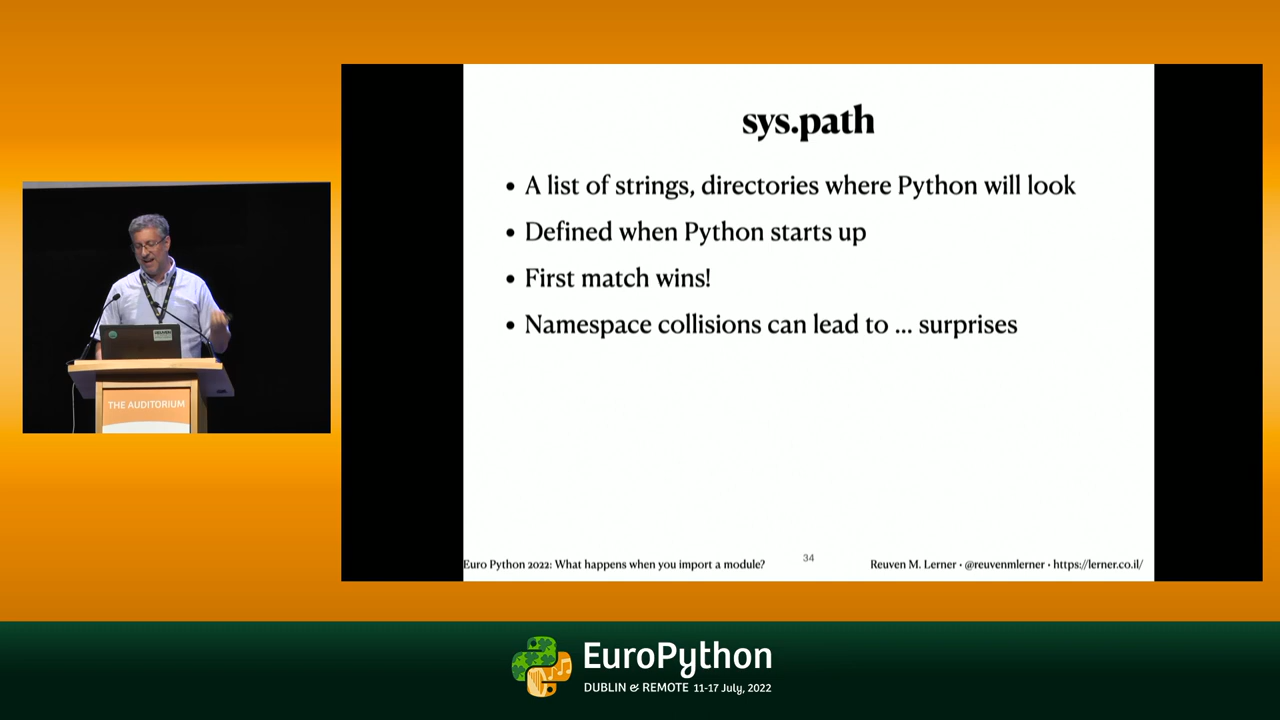 sys.path
• A list of strings, directories where Python will look
• Defined when Python starts up
• First match wins!
• Namespace collisions can lead to ... surprises
THE AUDITORIUM
Euro Python 2022: What happens when you import a module?
34
Reuven M. Lerner • @reuvenmlerner • https://lerner.co.il/
EuroPython
DUBLIN & REMOTE 11-17 July, 2022